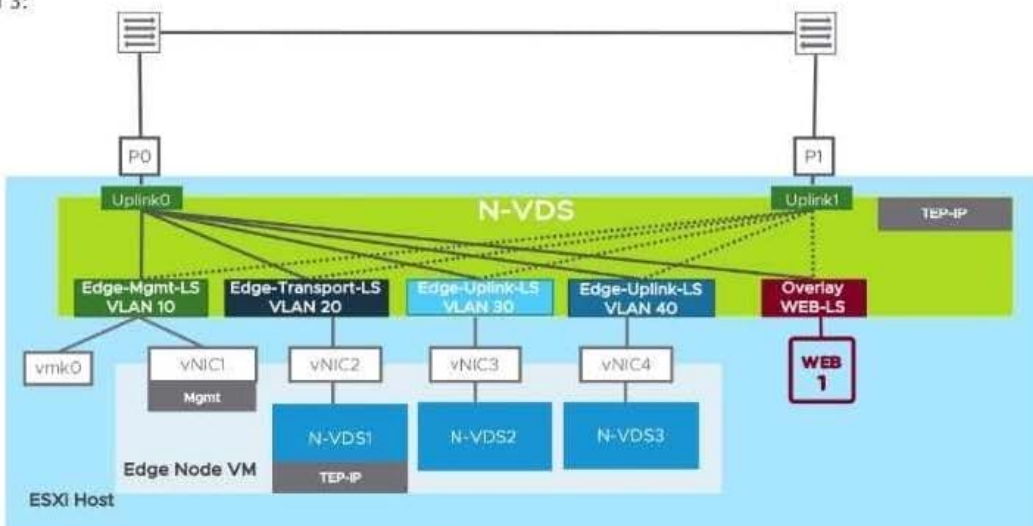 3:
P0
P1
Uplink0
N-VDS
Uplink1
TEP-IP
Edge-Mgmt-LS
VLAN 10
Edge-Transport-LS
VLAN 20
Edge-Uplink-LS
VLAN 30
Edge-Uplink-LS
VLAN 40
Overlay
WEB-LS
vmk0
vNIC1
Mgmt
vNIC2
vNIC3
vNIC4
WEB
1
N-VDS1
TEP-IP
N-VDS2
N-VDS3
Edge Node VM
ESXi Host